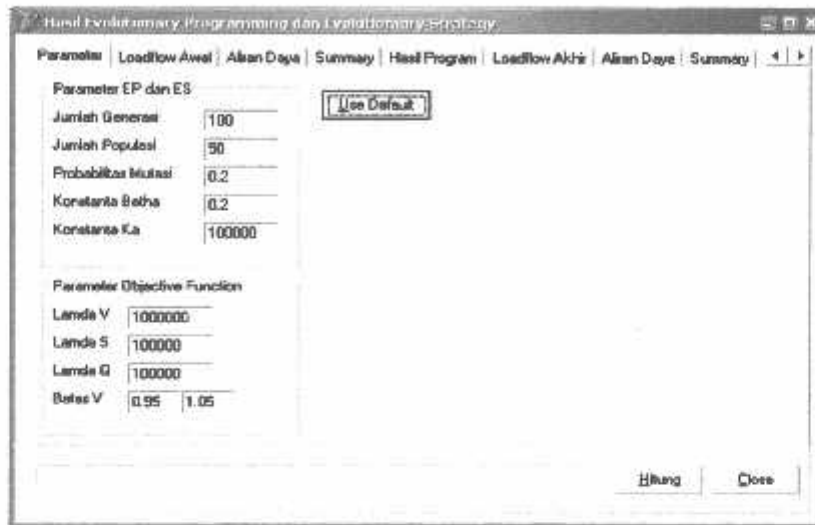 Hasil Evolutionary Programming dan Evolutionary Strategy
Parameter Loadflow Awal Aliran Daya Summary Hasil Program Loadflow Akhir Aliran Daya Summary
Parameter EP dan ES
Use Default
Jumlah Generasi 100
Jumlah Populasi 50
Probabilitas Mutasi 0.2
Konstanta Betha 0.2
Konstanta Ka 100000
Parameter Objective Function
Lamda V 1000000
Lamda S 100000
Lamda Q 100000
Batas V 0.95 1.05
Hitung Close